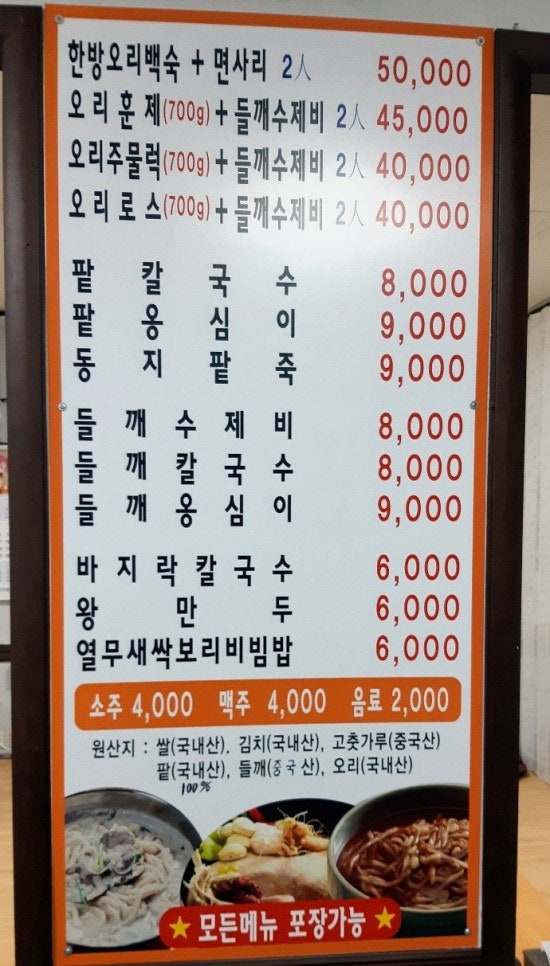 한방오리백숙 + 면사리 2人 50,000
오리훈제(700g) + 들깨수제비 2人 45,000
오리주물럭(700g) + 들깨수제비 2人 40,000
오리로스(700g) + 들깨수제비 2人 40,000
팥칼국수 8,000
팥옹심이 9,000
동지팥죽 9,000
들깨수제비 8,000
들깨칼국수 8,000
들깨옹심이 9,000
바지락칼국수 6,000
왕만두 6,000
열무새싹보리비빔밥 6,000
소주 4,000 맥주 4,000 음료 2,000
원산지 : 쌀(국내산). 김치(국내산), 고춧가루(중국산)
팥(국내산), 들깨(중국산), 오리(국내산)
100%
★ 모든메뉴 포장가능 ★